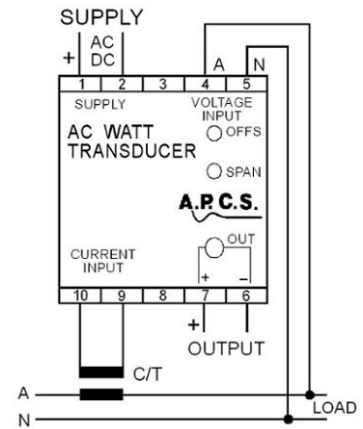 SUPPLY
AC
DC
+
A N
1 2 3 4 5
SUPPLY
VOLTAGE
INPUT
AC WATT
TRANSDUCER
OFFS
SPAN
A.P.C.S.
OUT
CURRENT
INPUT
+ –
10 9 8 7 6
+
OUTPUT
C/T
A
LOAD
N